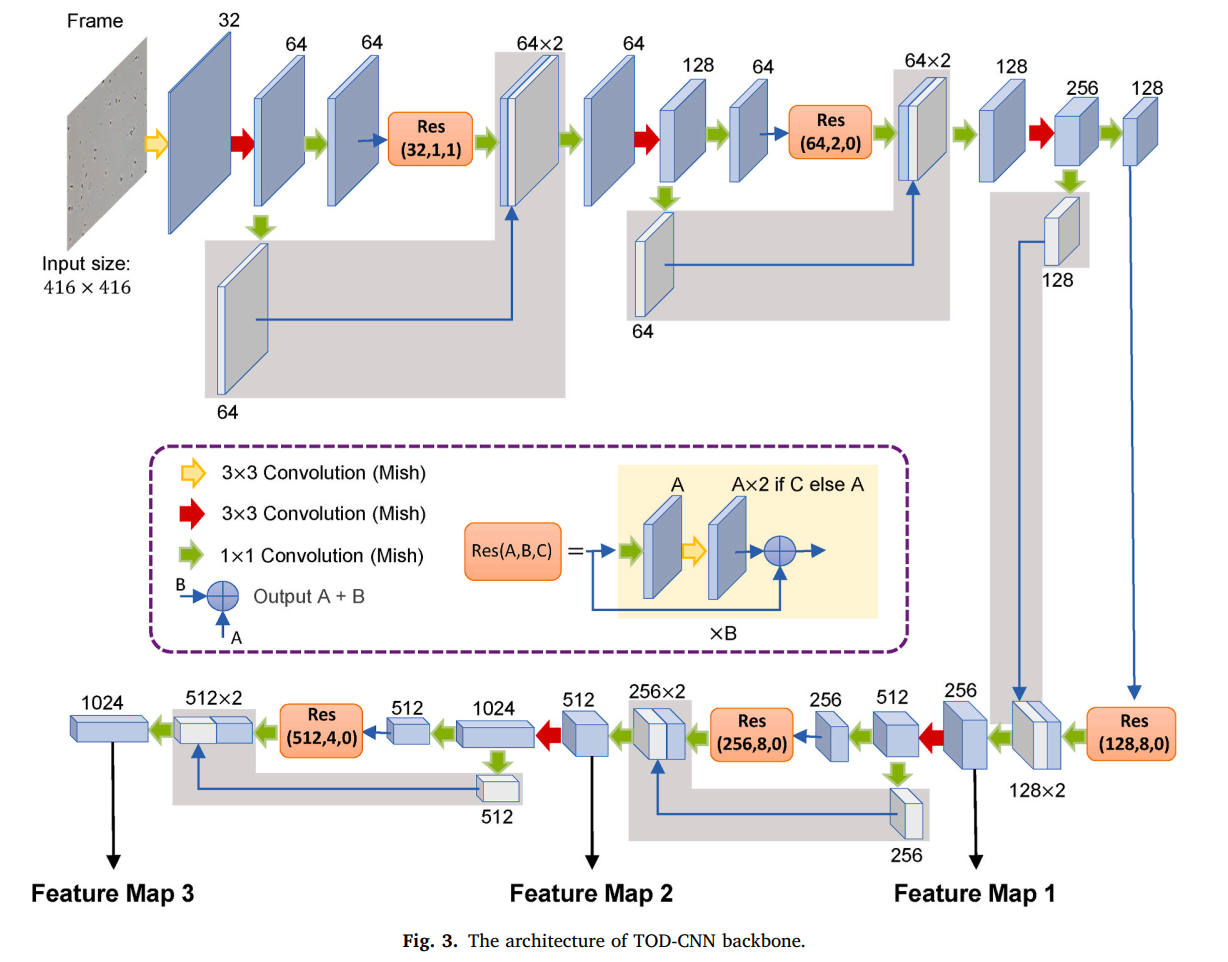 Frame
32
64
64
64×2
64
128
64
64×2
128
256
128
Res
(32,1,1)
Res
(64,2,0)
Input size:
416 × 416
64
64
128
3×3 Convolution (Mish)
3×3 Convolution (Mish)
1×1 Convolution (Mish)
B
A
Output A + B
Res(A,B,C)
=
A
A×2 if C else A
×B
1024
512×2
Res
(512,4,0)
512
1024
512
512
256×2
Res
(256,8,0)
256
512
256
256
128×2
Res
(128,8,0)
Feature Map 3
Feature Map 2
Feature Map 1
Fig. 3. The architecture of TOD-CNN backbone.